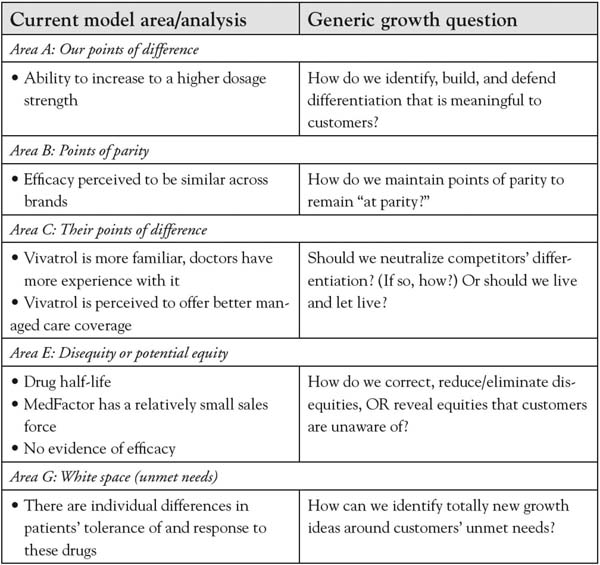 Current model area/analysis
Generic growth question
Area A: Our points of difference
• Ability to increase to a higher dosage
strength
How do we identify, build, and defend
differentiation that is meaningful to
customers?
Area B: Points of parity
• Efficacy perceived to be similar across
brands
How do we maintain points of parity to
remain “at parity?”
Area C: Their points of difference
• Vivatrol is more familiar, doctors have
more experience with it
• Vivatrol is perceived to offer better man-
aged care coverage
Should we neutralize competitors’ differ-
entiation? (If so, how?) Or should we live
and let live?
Area E: Disequity or potential equity
• Drug half-life
• MedFactor has a relatively small sales
force
• No evidence of efficacy
How do we correct, reduce/eliminate dis-
equities, OR reveal equities that customers
are unaware of?
Area G: White space (unmet needs)
• There are individual differences in
patients’ tolerance of and response to
these drugs
How can we identify totally new growth
ideas around customers’ unmet needs?